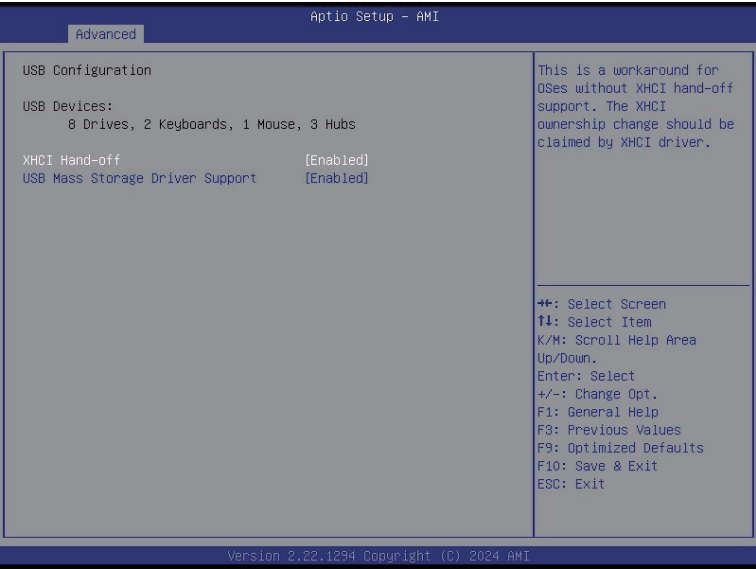 Aptio Setup – AMI
Advanced
USB Configuration
USB Devices:
8 Drives, 2 Keyboards, 1 Mouse, 3 Hubs
XHCI Hand-off [Enabled]
USB Mass Storage Driver Support [Enabled]
This is a workaround for
OSes without XHCI hand-off
support. The XHCI
ownership change should be
claimed by XHCI driver.
→←: Select Screen
↑↓: Select Item
K/M: Scroll Help Area
Up/Down.
Enter: Select
+/-: Change Opt.
F1: General Help
F3: Previous Values
F9: Optimized Defaults
F10: Save & Exit
ESC: Exit
Version 2.22.1294 Copyright (C) 2024 AMI